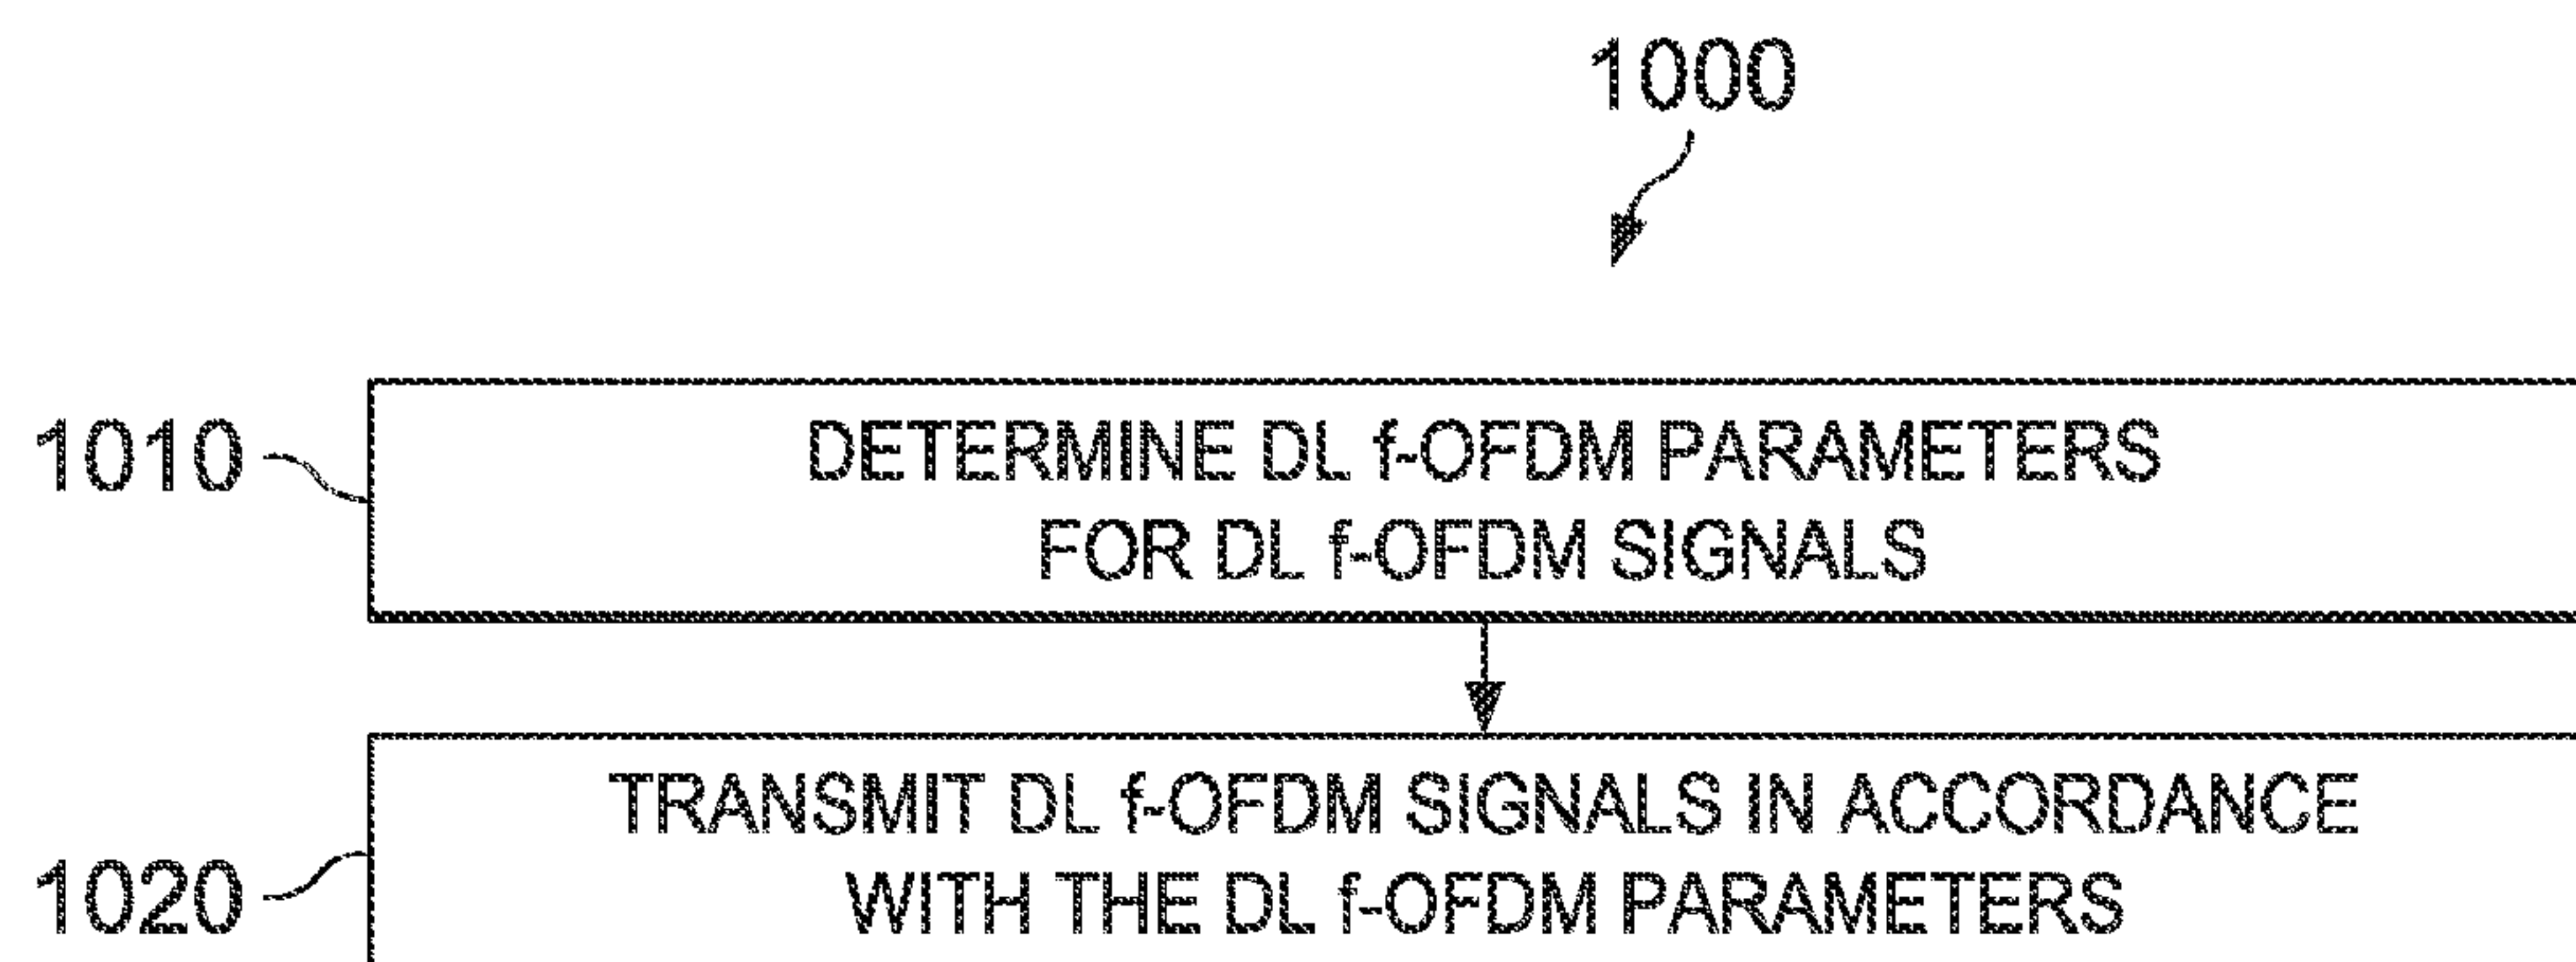 1000
1010
DETERMINE DL f-OFDM PARAMETERS
FOR DL f-OFDM SIGNALS
1020
TRANSMIT DL f-OFDM SIGNALS IN ACCORDANCE
WITH THE DL f-OFDM PARAMETERS